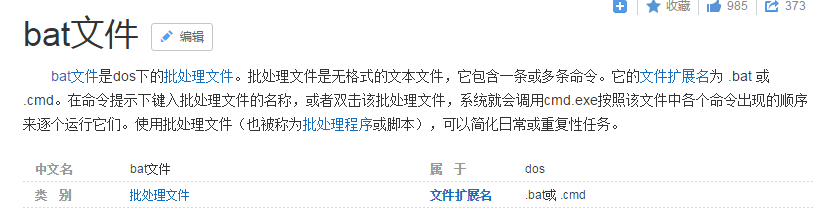 收藏 985 373
bat文件 编辑
bat文件是dos下的批处理文件。批处理文件是无格式的文本文件，它包含一条或多条命令。它的文件扩展名为 .bat 或
.cmd。在命令提示下键入批处理文件的名称，或者双击该批处理文件，系统就会调用cmd.exe按照该文件中各个命令出现的顺序
来逐个运行它们。使用批处理文件（也被称为批处理程序或脚本），可以简化日常或重复性任务。
中文名 bat文件 属 于 dos
类 别 批处理文件 文件扩展名 .bat或 .cmd